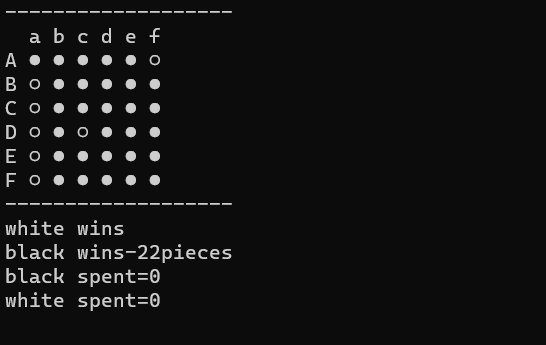 -------------------
  a b c d e f
A ● ● ● ● ● ○
B ○ ● ● ● ● ●
C ○ ● ● ● ● ●
D ○ ● ○ ● ● ●
E ○ ● ● ● ● ●
F ○ ● ● ● ● ●
-------------------
white wins
black wins-22pieces
black spent=0
white spent=0